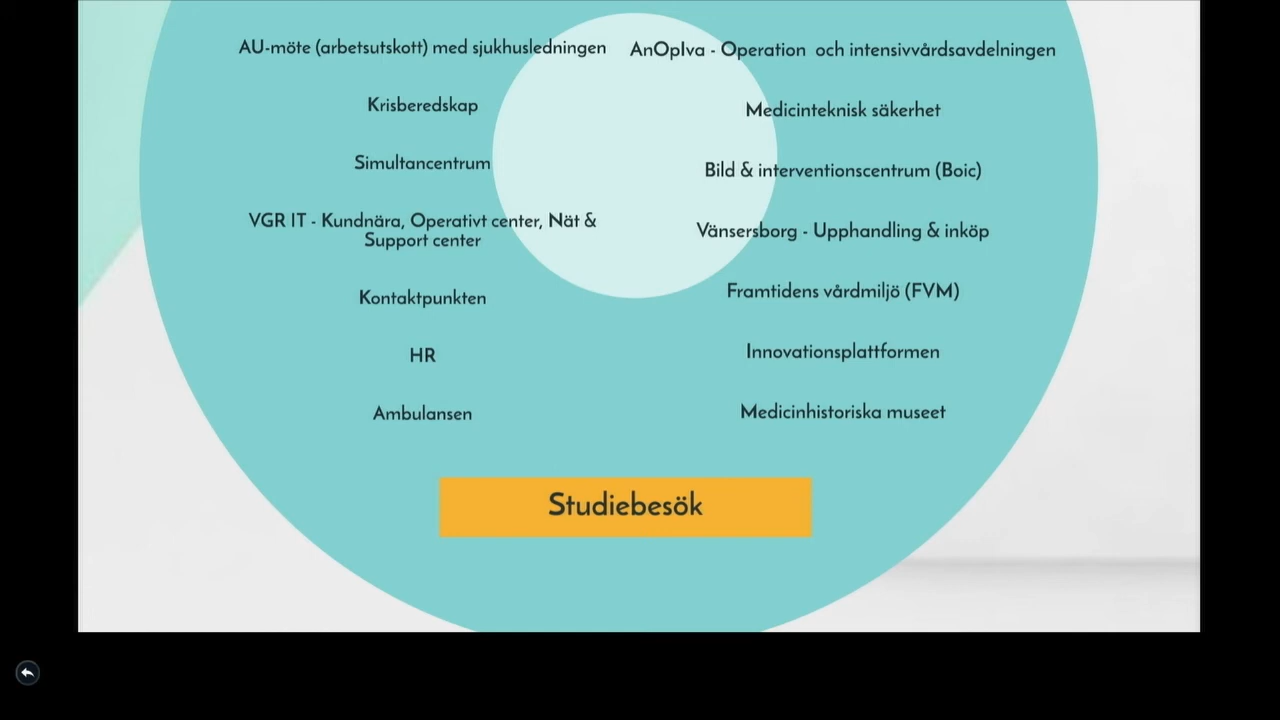 AU-möte (arbetsutskott) med sjukhusledningen
Krisberedskap
Simultancentrum
VGR IT - Kundnära, Operativt center, Nät &
Support center
Kontaktpunkten
HR
Ambulansen
AnOpIva - Operation och intensivvårdsavdelningen
Medicinteknisk säkerhet
Bild & interventionscentrum (Boic)
Vänsersborg - Upphandling & inköp
Framtidens vårdmiljö (FVM)
Innovationsplattformen
Medicinhistoriska museet
Studiebesök